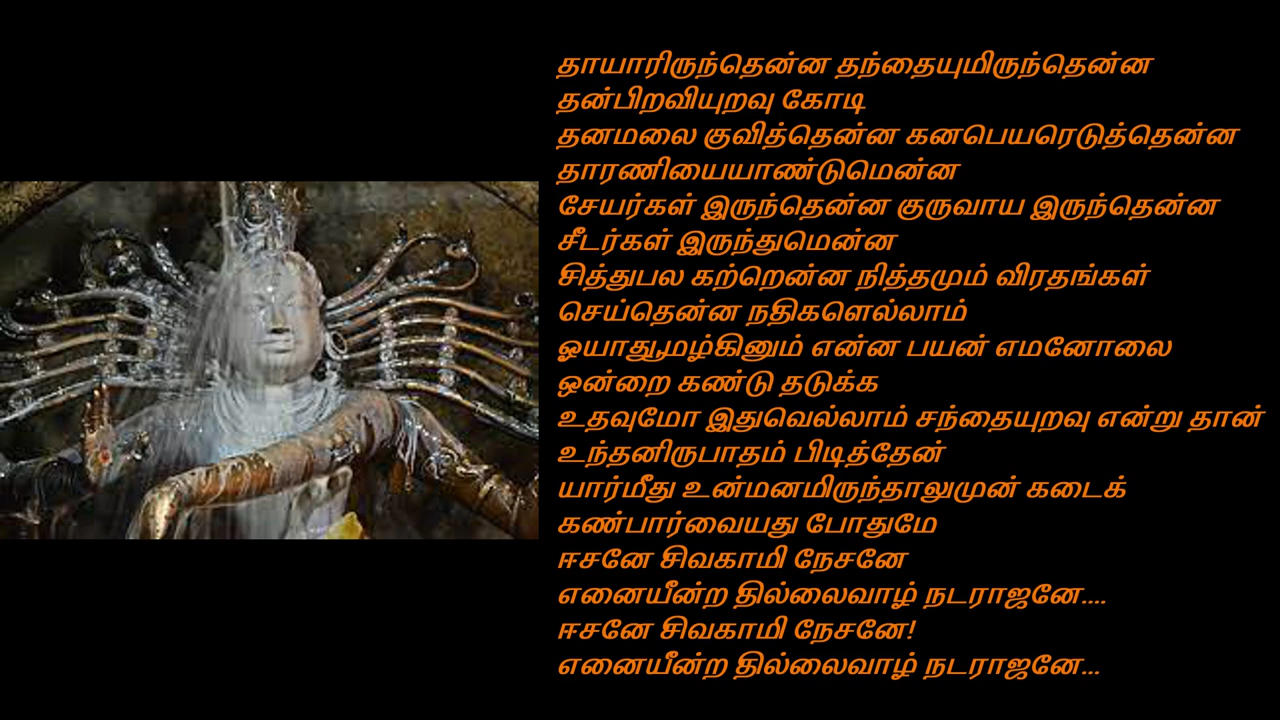 தாயாரிருந்தென்ன தந்தையுமிருந்தென்ன
தன்பிறவியுறவு கோடி
தனமலை குவித்தென்ன கனபெயரெடுத்தென்ன
தாரணியையாண்டுமென்ன
சேயர்கள் இருந்தென்ன குருவாய இருந்தென்ன
சீடர்கள் இருந்துமென்ன
சித்துபல கற்றென்ன நித்தமும் விரதங்கள்
செய்தென்ன நதிகளெல்லாம்
ஓயாதுமூழ்கினும் என்ன பயன் எமனோலை
ஒன்றை கண்டு தடுக்க
உதவுமோ இதுவெல்லாம் சந்தையுறவு என்று தான்
உந்தனிருபாதம் பிடித்தேன்
யார்மீது உன்மனமிருந்தாலுமுன் கடைக்
கண்பார்வையது போதுமே
ஈசனே சிவகாமி நேசனே
எனையீன்ற தில்லைவாழ் நடராஜனே....
ஈசனே சிவகாமி நேசனே!
எனையீன்ற தில்லைவாழ் நடராஜனே...